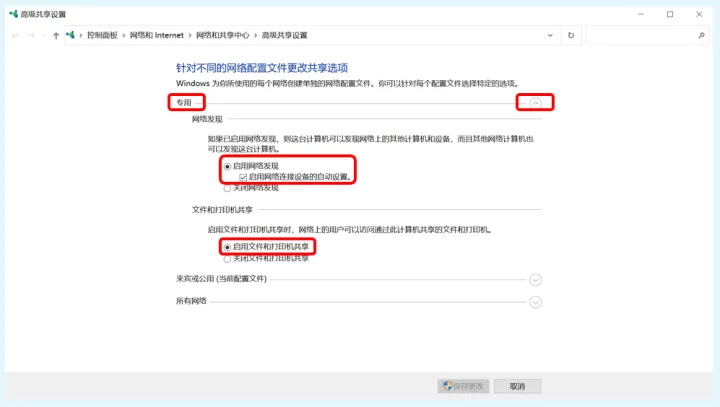 高级共享设置
控制面板 > 网络和 Internet > 网络和共享中心 > 高级共享设置
针对不同的网络配置文件更改共享选项
Windows 为你所使用的每个网络创建单独的网络配置文件。你可以针对每个配置文件选择特定的选项。
专用
网络发现
如果已启用网络发现，则这台计算机可以发现网络上的其他计算机和设备，而且其他网络计算机也
可以发现这台计算机。
启用网络发现
启用网络连接设备的自动设置。
关闭网络发现
文件和打印机共享
启用文件和打印机共享时，网络上的用户可以访问通过此计算机共享的文件和打印机。
启用文件和打印机共享
关闭文件和打印机共享
来宾或公用 (当前配置文件)
所有网络
保存更改 取消